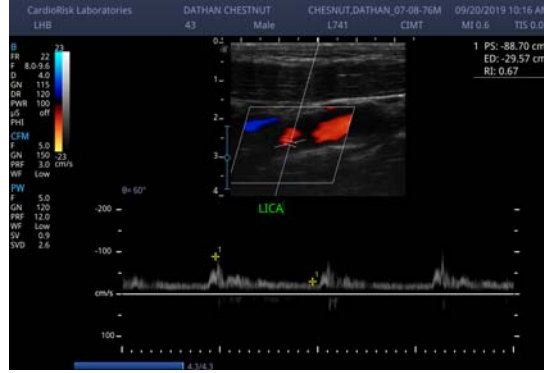 CardioRisk Laboratories DATHAN CHESTNUT CHESNUT,DATHAN_07-08-76M 09/20/2019 10:16 AM
LHB 43 Male L741 CIMT MI 0.6 TIS 0.0
B
FR 22
F 8.0-9.6
D 4.0
GN 115
DR 120
PWR 100
µS off
PHI
23
-23
cm/s
CFM
F 5.0
GN 150
PRF 3.0
WF Low
PW
F 5.0
GN 120
PRF 12.0
WF Low
SV 0.9
SVD 2.6
0
2
3
4
1 PS: -88.70 cm/s
ED: -29.57 cm/s
RI: 0.67
θ= 60°
LICA
-200
-100
cm/s
100
1
1
4.3/4.3